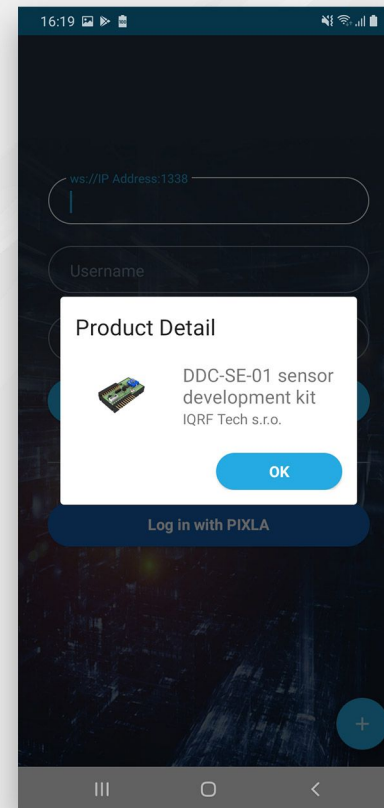 16:19
ws://IP Address:1338
Username
Product Detail
DDC-SE-01 sensor
development kit
IQRF Tech s.r.o.
OK
Log in with PIXLA
+